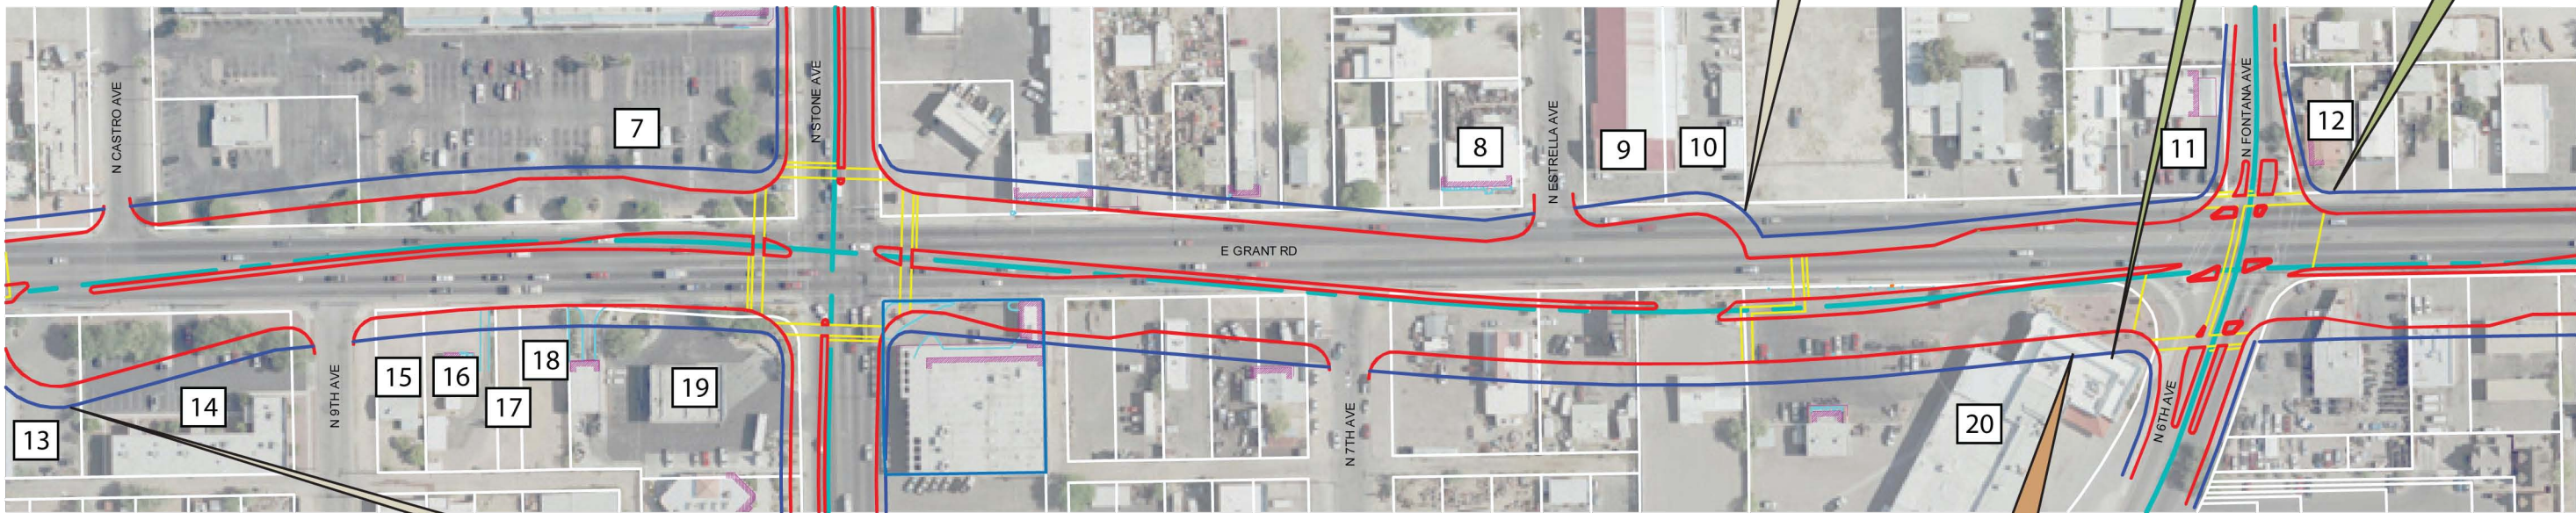 N CASTRO AVE
7
N STONE AVE
8
N ESTRELLA AVE
9
10
11
N FONTANA AVE
12
E GRANT RD
13
14
N 9TH AVE
15
16
17
18
19
N 7TH AVE
20
N 6TH AVE